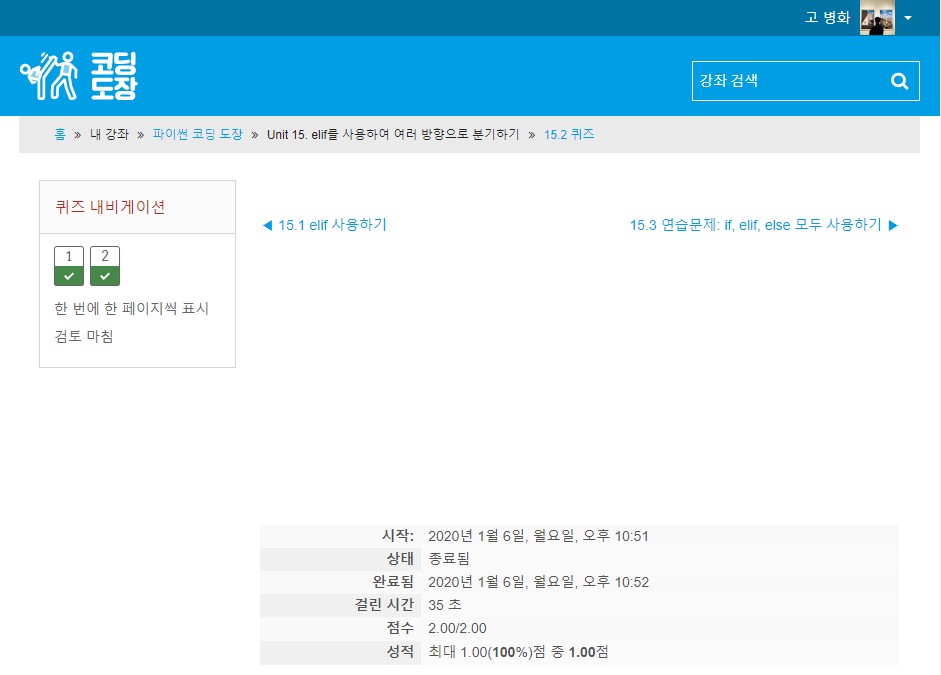 고 병화
코딩
도장
강좌 검색
홈 » 내 강좌 » 파이썬 코딩 도장 » Unit 15. elif를 사용하여 여러 방향으로 분기하기 » 15.2 퀴즈
퀴즈 내비게이션
1 2
한 번에 한 페이지씩 표시
검토 마침
◀ 15.1 elif 사용하기
15.3 연습문제: if, elif, else 모두 사용하기 ▶
시작: 2020년 1월 6일, 월요일, 오후 10:51
상태 종료됨
완료됨 2020년 1월 6일, 월요일, 오후 10:52
걸린 시간 35 초
점수 2.00/2.00
성적 최대 1.00(100%)점 중 1.00점